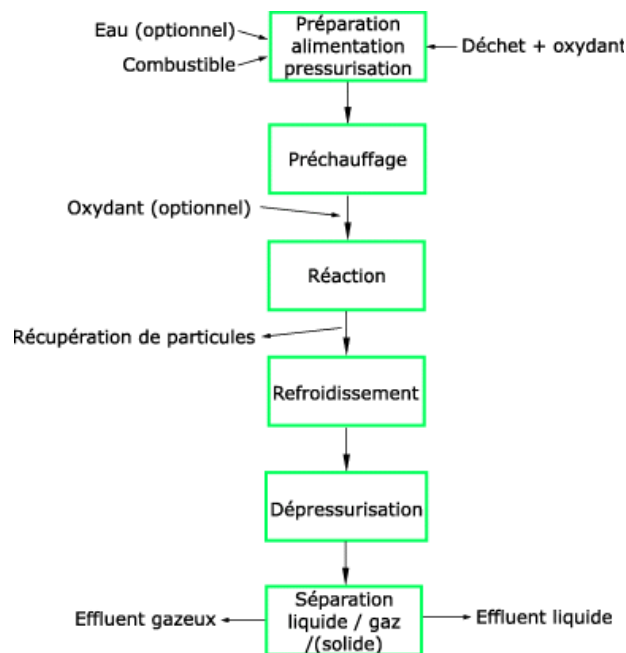 Eau (optionnel)
Combustible
Préparation
alimentation
pressurisation
Déchet + oxydant
Préchauffage
Oxydant (optionnel)
Réaction
Récupération de particules
Refroidissement
Dépressurisation
Effluent gazeux
Séparation
liquide / gaz
/(solide)
Effluent liquide